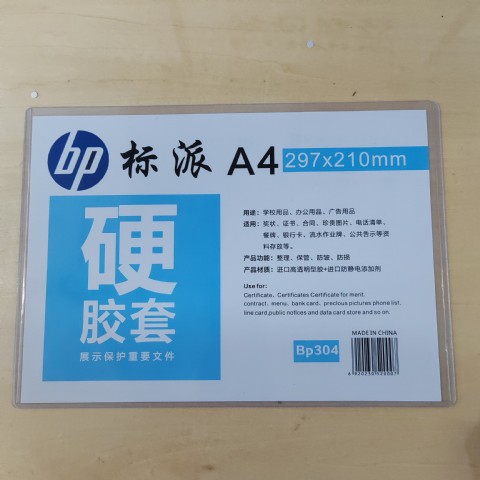 bp 标派 A4 297x210mm
硬
胶套
展示保护重要文件
用途：学校用品、办公用品、广告用品
适用：奖状、证书、合同、珍贵图片、电话清单、
餐牌、银行卡、流水作业牌、公共告示等资
料存放等。
产品功能：整理、保管、防皱、防损
产品材质：进口高透明型胶+进口防静电添加剂
Use for:
Certificate、Certificates Certificate for merit,
contract、menu、bank card、precious pictures phone list,
line card,public notices and data card store and so on.
MADE IN CHINA
Bp304